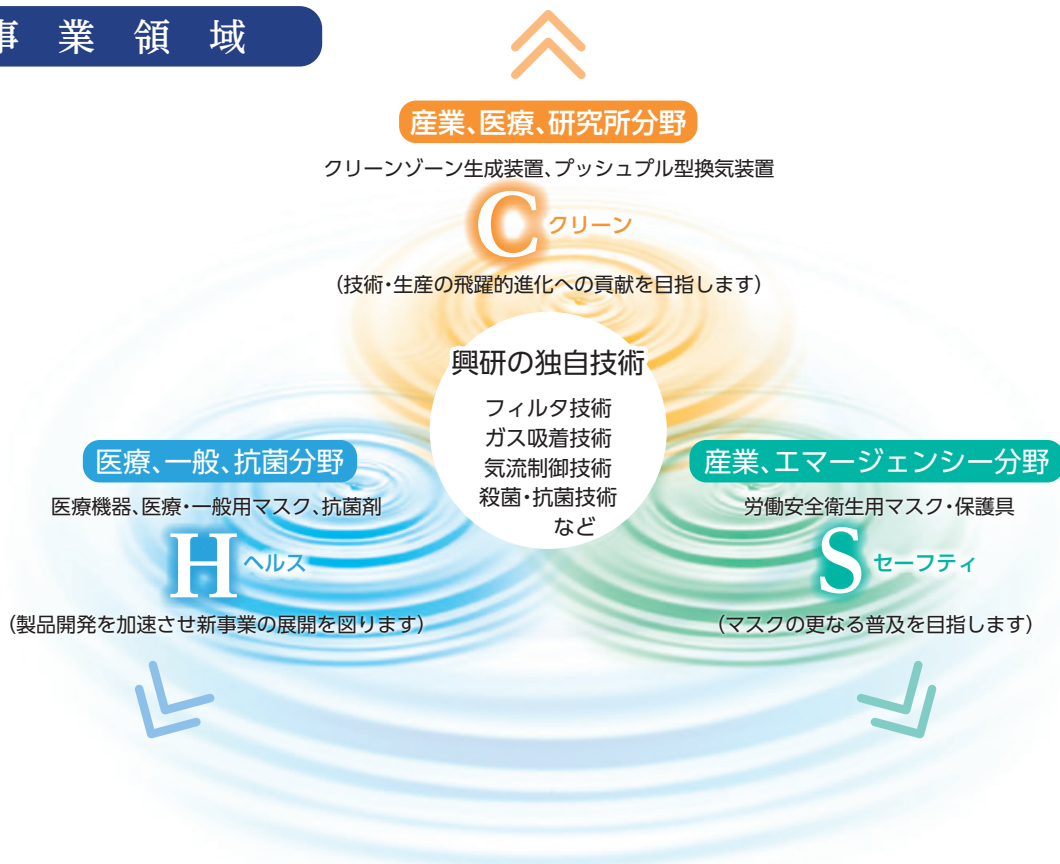 事業領域
産業、医療、研究所分野
クリーンゾーン生成装置、プッシュプル型換気装置
C クリーン
（技術・生産の飛躍的進化への貢献を目指します）
興研の独自技術
フィルタ技術
ガス吸着技術
気流制御技術
殺菌・抗菌技術
など
医療、一般、抗菌分野
医療機器、医療・一般用マスク、抗菌剤
H ヘルス
（製品開発を加速させ新事業の展開を図ります）
産業、エマージェンシー分野
労働安全衛生用マスク・保護具
S セーフティ
（マスクの更なる普及を目指します）